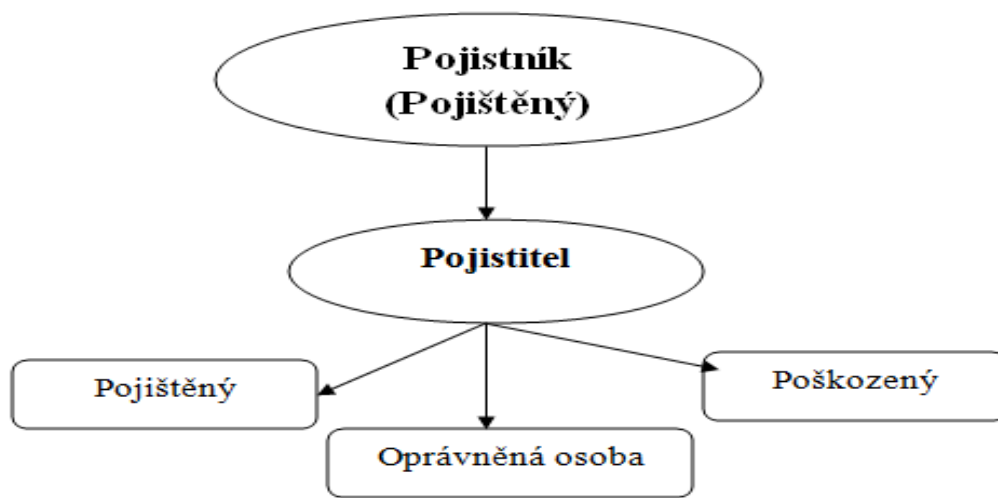 Pojistník
(Pojištěný)
Pojistitel
Pojištěný
Oprávněná osoba
Poškozený